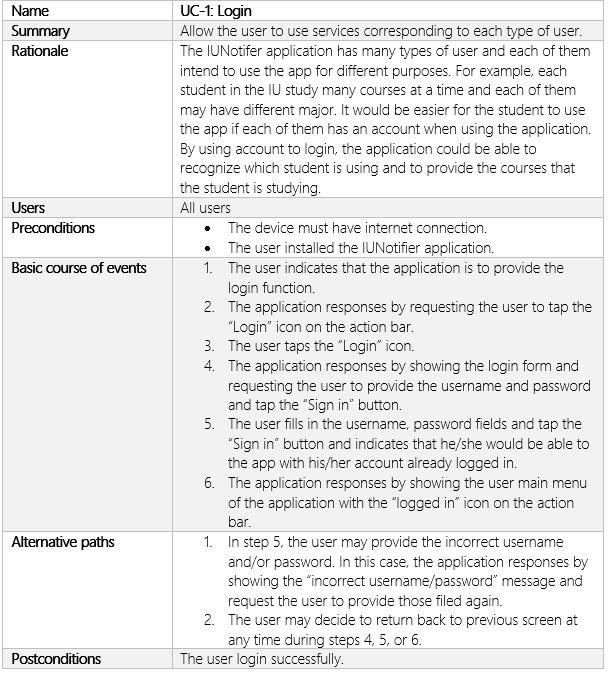 Name UC-1: Login
Summary Allow the user to use services corresponding to each type of user.
Rationale The IUNotifer application has many types of user and each of them
intend to use the app for different purposes. For example, each
student in the IU study many courses at a time and each of them
may have different major. It would be easier for the student to use
the app if each of them has an account when using the application.
By using account to login, the application could be able to
recognize which student is using and to provide the courses that
the student is studying.
Users All users
Preconditions • The device must have internet connection.
• The user installed the IUNotifier application.
Basic course of events 1. The user indicates that the application is to provide the
login function.
2. The application responses by requesting the user to tap the
“Login” icon on the action bar.
3. The user taps the “Login” icon.
4. The application responses by showing the login form and
requesting the user to provide the username and password
and tap the “Sign in” button.
5. The user fills in the username, password fields and tap the
“Sign in” button and indicates that he/she would be able to
the app with his/her account already logged in.
6. The application responses by showing the user main menu
of the application with the “logged in” icon on the action
bar.
Alternative paths 1. In step 5, the user may provide the incorrect username
and/or password. In this case, the application responses by
showing the “incorrect username/password” message and
request the user to provide those filed again.
2. The user may decide to return back to previous screen at
any time during steps 4, 5, or 6.
Postconditions The user login successfully.